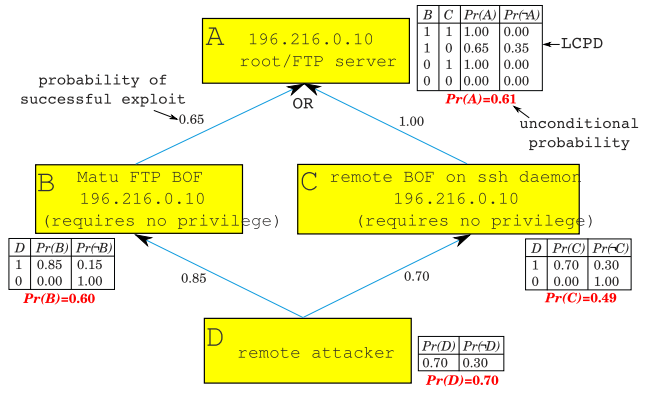 B C Pr(A) Pr(¬A)
1 1 1.00 0.00
1 0 0.65 0.35
0 1 1.00 0.00
0 0 0.00 0.00
Pr(A)=0.61
LCPD
unconditional
probability
A
196.216.0.10
root/FTP server
OR
probability of
successful exploit
0.65
1.00
B
Matu FTP BOF
196.216.0.10
(requires no privilege)
C
remote BOF on ssh daemon
196.216.0.10
(requires no privilege)
D Pr(B) Pr(¬B)
1 0.85 0.15
0 0.00 1.00
Pr(B)=0.60
0.85
0.70
D Pr(C) Pr(¬C)
1 0.70 0.30
0 0.00 1.00
Pr(C)=0.49
D
remote attacker
Pr(D) Pr(¬D)
0.70 0.30
Pr(D)=0.70